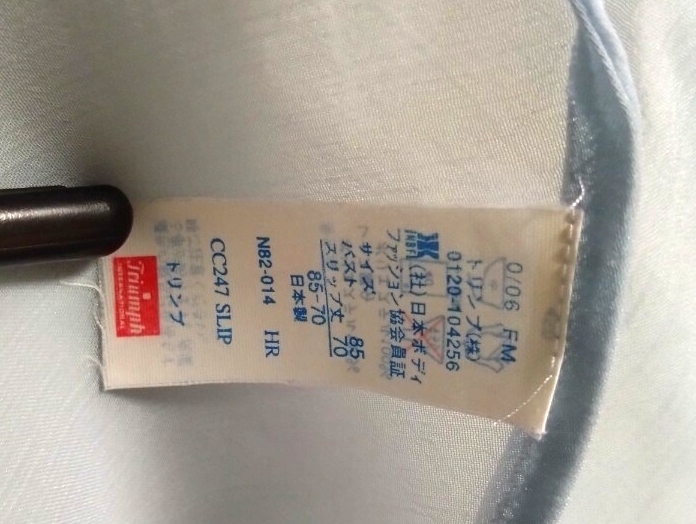 Triumph
INTERNATIONAL
トリンプ
CC247 SLIP
N82-014 HR
日本製
85-70
スリップ丈 70
バスト 85
サイズ
ファッション協会員証
(社)日本ボディ
0120-104256
トリンプ(株)
0/06 FM